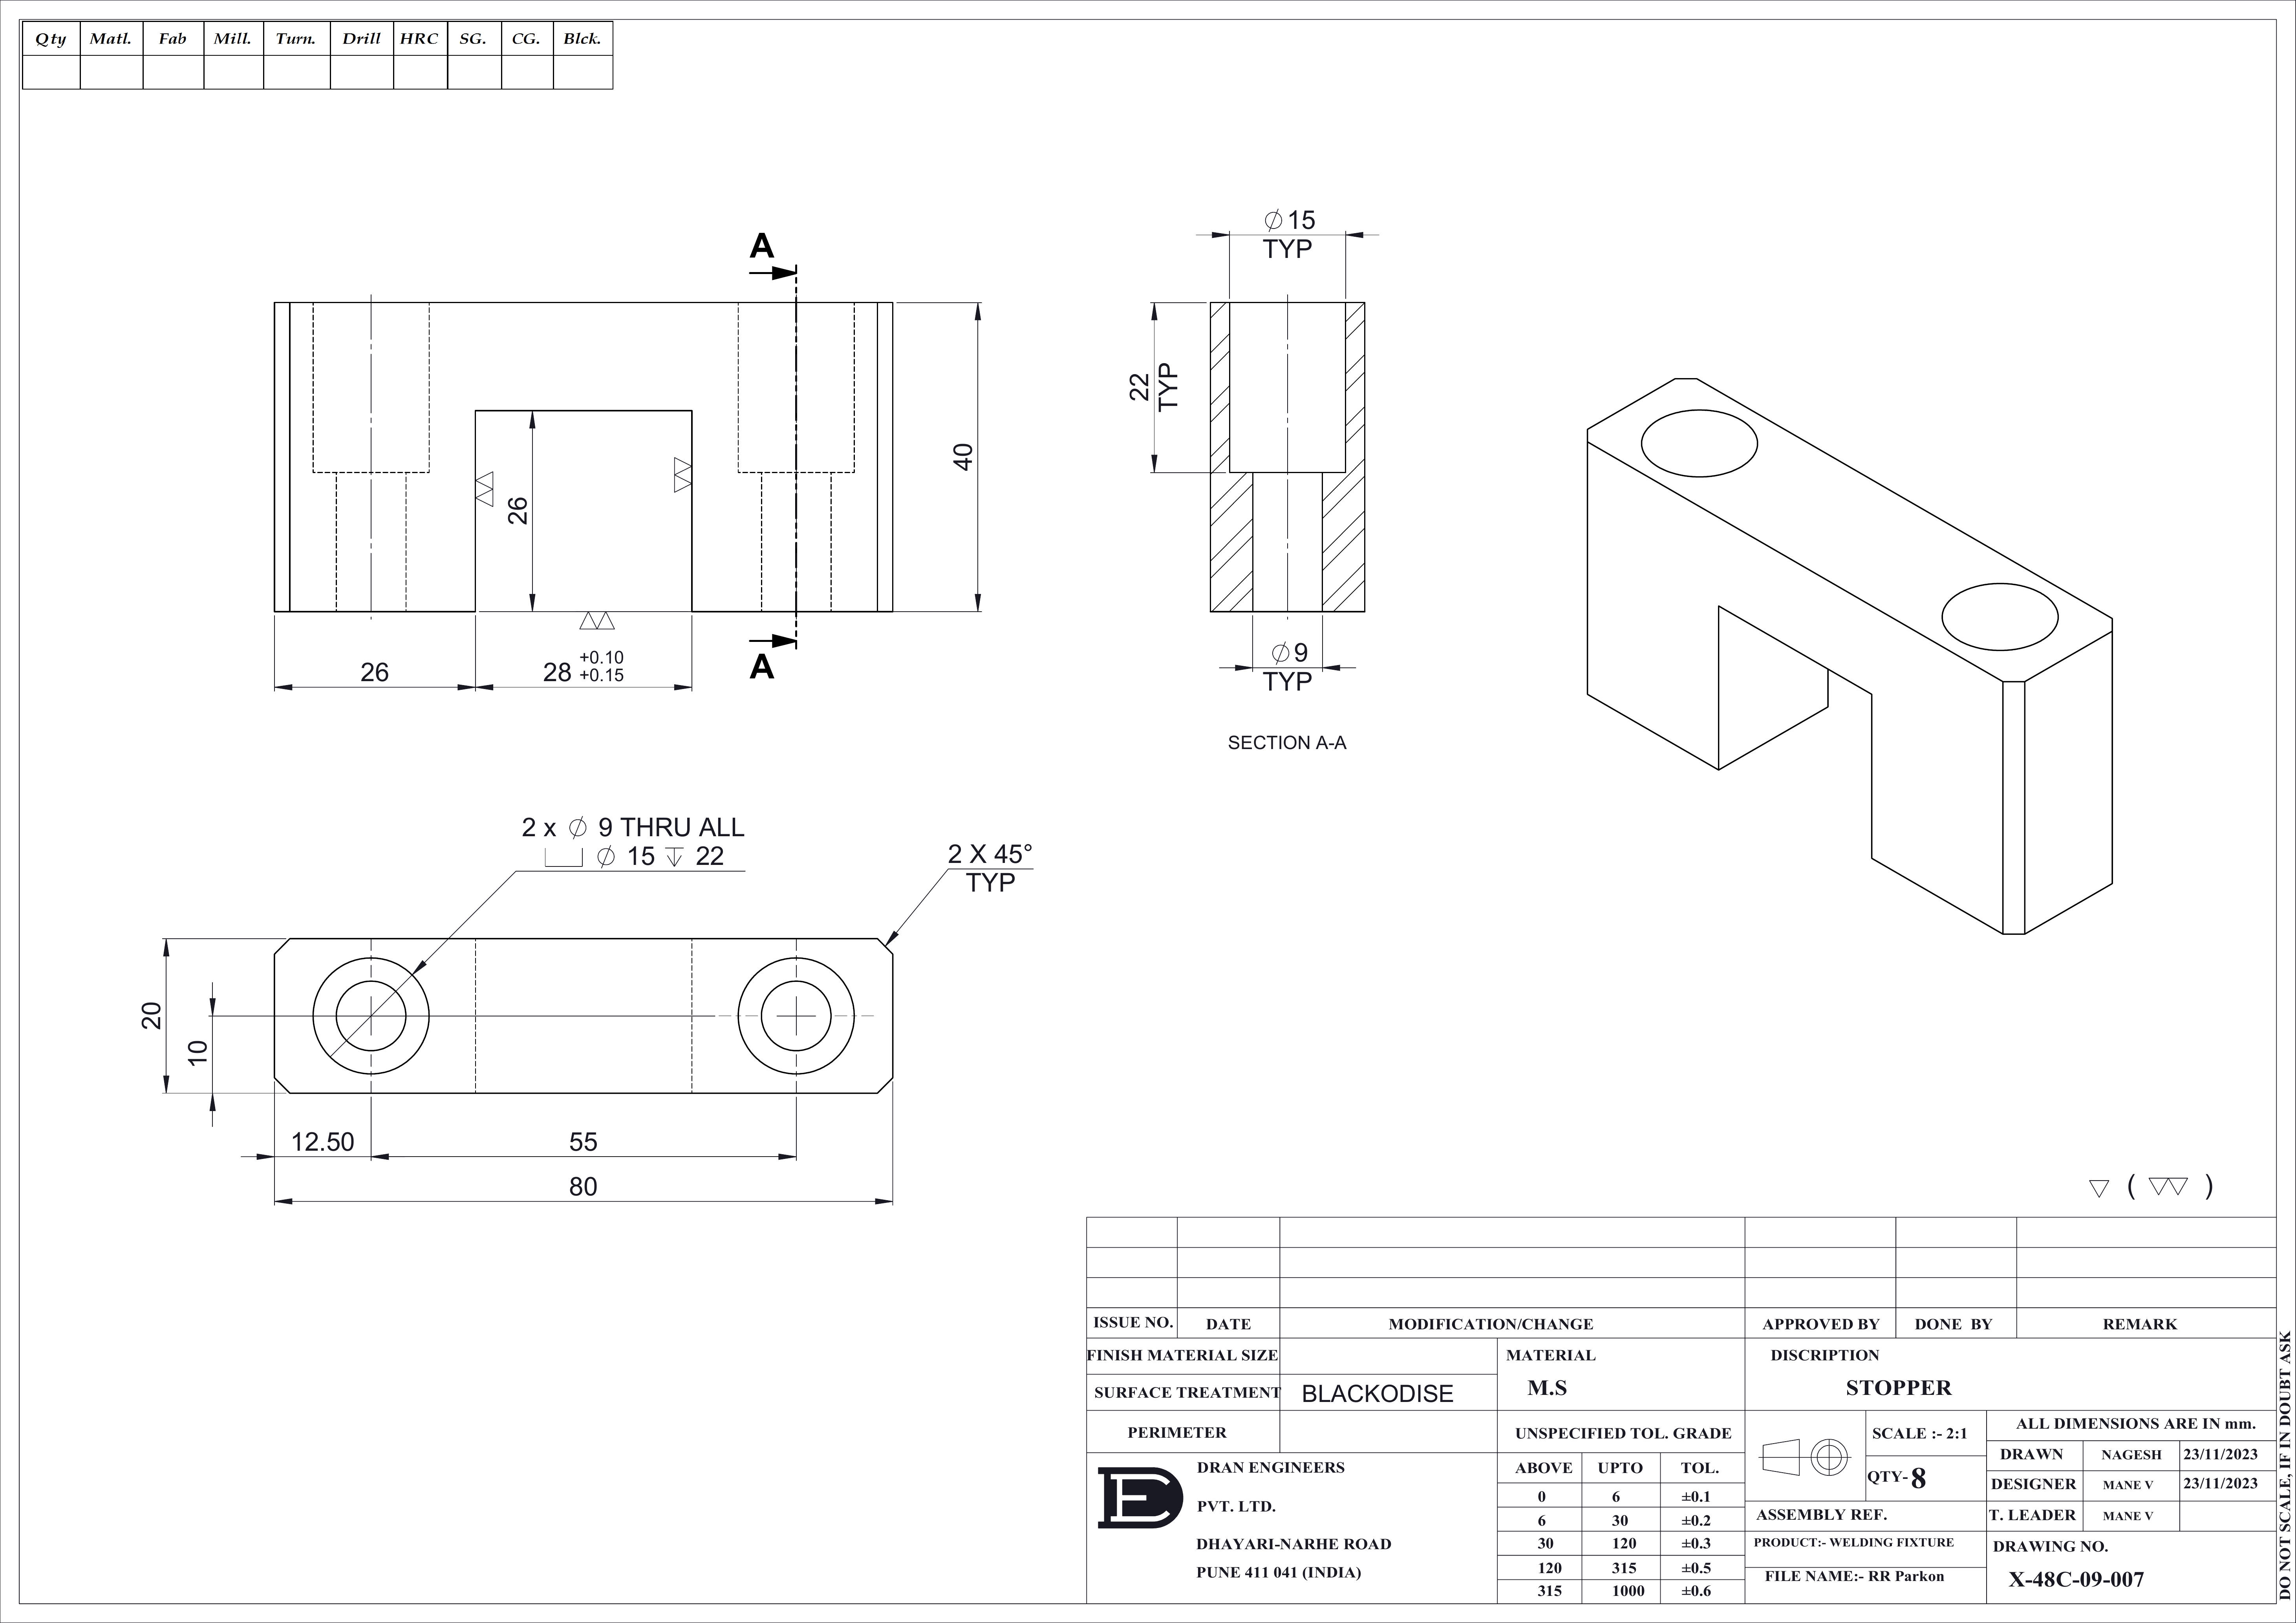 Qty Matl. Fab Mill. Turn. Drill HRC SG. CG. Blck.
A
A
40
26
26
28 +0.10
+0.15
⌀15
TYP
22
TYP
⌀9
TYP
SECTION A-A
2 x ⌀ 9 THRU ALL
⌴ ⌀ 15 ↧ 22
2 X 45°
TYP
20
10
12.50
55
80
▽ ( ▽▽ )
ISSUE NO. DATE MODIFICATION/CHANGE APPROVED BY DONE BY REMARK
FINISH MATERIAL SIZE
SURFACE TREATMENT BLACKODISE
PERIMETER
MATERIAL
M.S
DISCRIPTION
STOPPER
DRAN ENGINEERS
PVT. LTD.
DHAYARI-NARHE ROAD
PUNE 411 041 (INDIA)
UNSPECIFIED TOL. GRADE
ABOVE UPTO TOL.
0 6 ±0.1
6 30 ±0.2
30 120 ±0.3
120 315 ±0.5
315 1000 ±0.6
SCALE :- 2:1
QTY-8
ASSEMBLY REF.
PRODUCT:- WELDING FIXTURE
FILE NAME:- RR Parkon
ALL DIMENSIONS ARE IN mm.
DRAWN NAGESH 23/11/2023
DESIGNER MANE V 23/11/2023
T. LEADER MANE V
DRAWING NO.
X-48C-09-007
DO NOT SCALE, IF IN DOUBT ASK